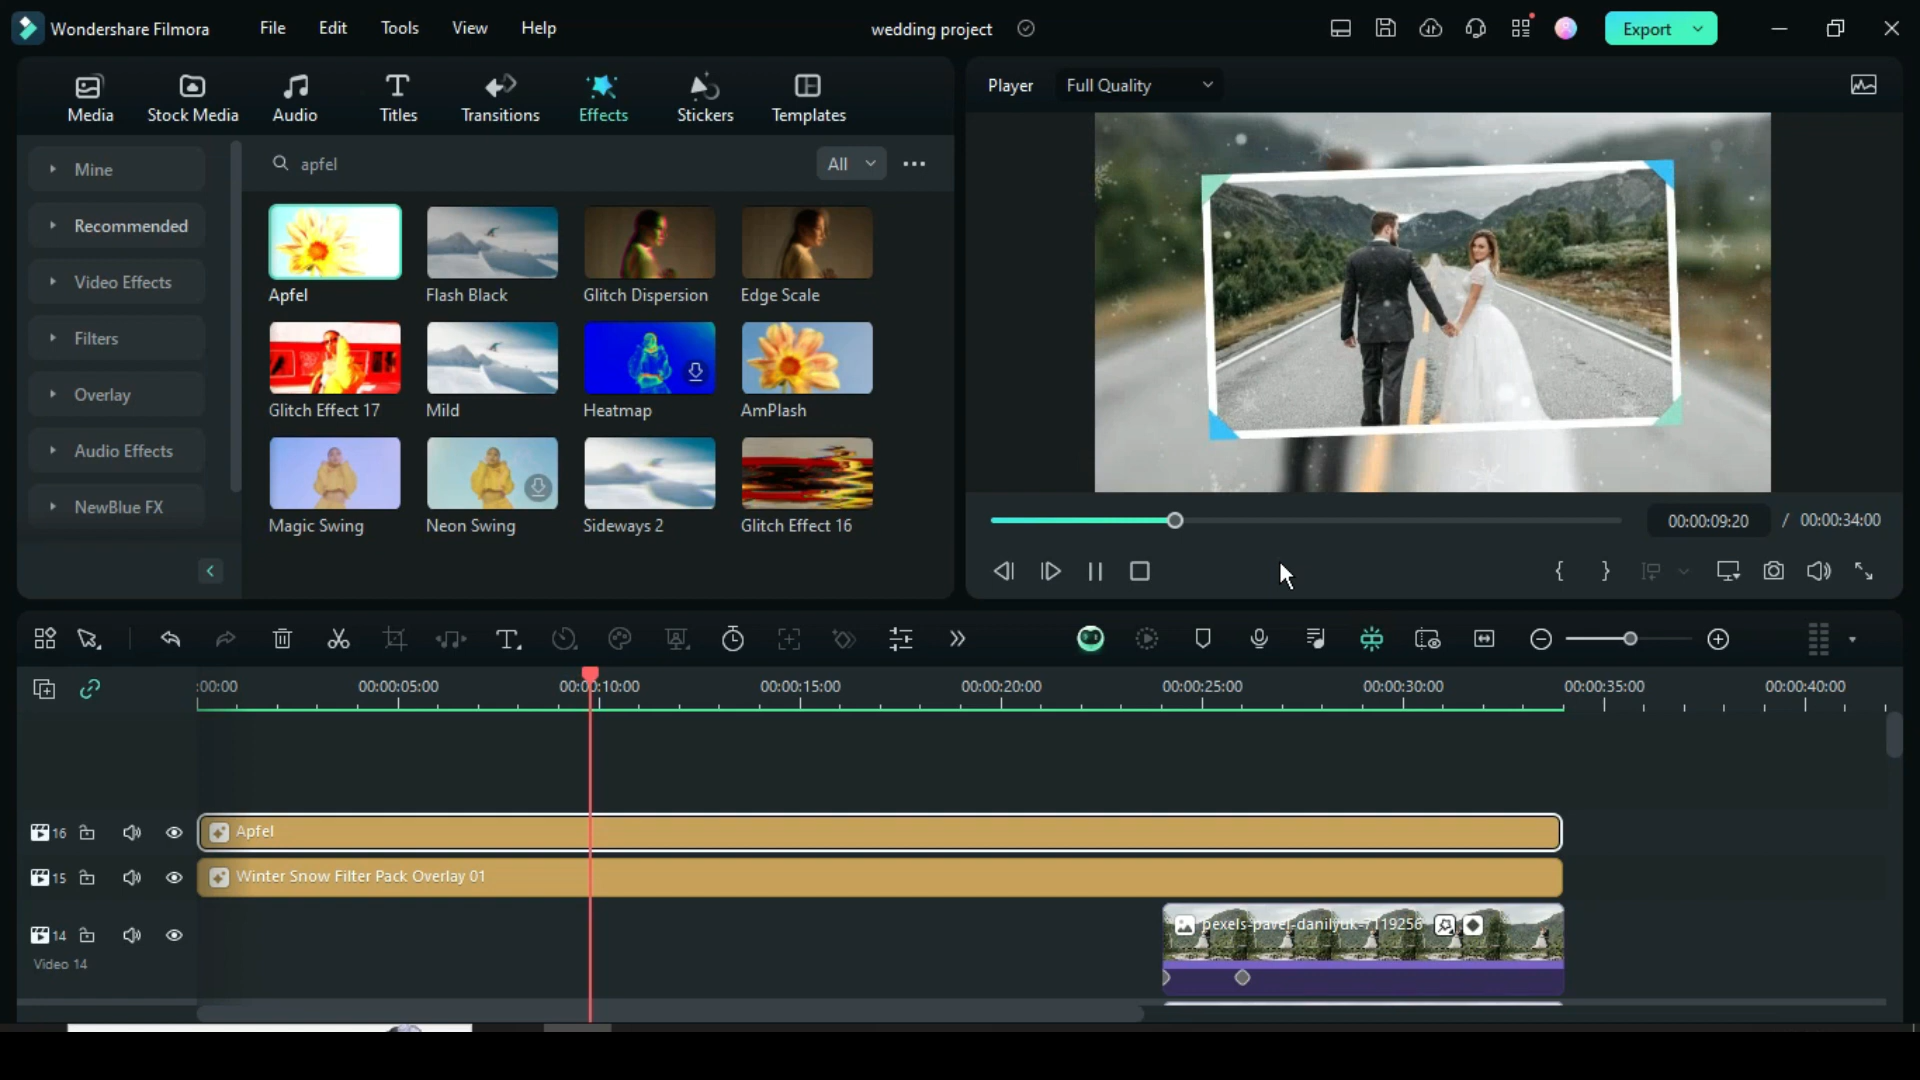 Wondershare Filmora
File
Edit
Tools
View
Help
wedding project
Export
Media
Stock Media
Audio
Titles
Transitions
Effects
Stickers
Templates
Player
Full Quality
Mine
Recommended
Video Effects
Filters
Overlay
Audio Effects
NewBlue FX
apfel
All
Apfel
Flash Black
Glitch Dispersion
Edge Scale
Glitch Effect 17
Mild
Heatmap
AmPlash
Magic Swing
Neon Swing
Sideways 2
Glitch Effect 16
00:00:09:20 / 00:00:34:00
:00:00
00:00:05:00
00:00:10:00
00:00:15:00
00:00:20:00
00:00:25:00
00:00:30:00
00:00:35:00
00:00:40:00
16
Apfel
15
Winter Snow Filter Pack Overlay 01
14
pexels-pavel-danilyuk-7119256
Video 14